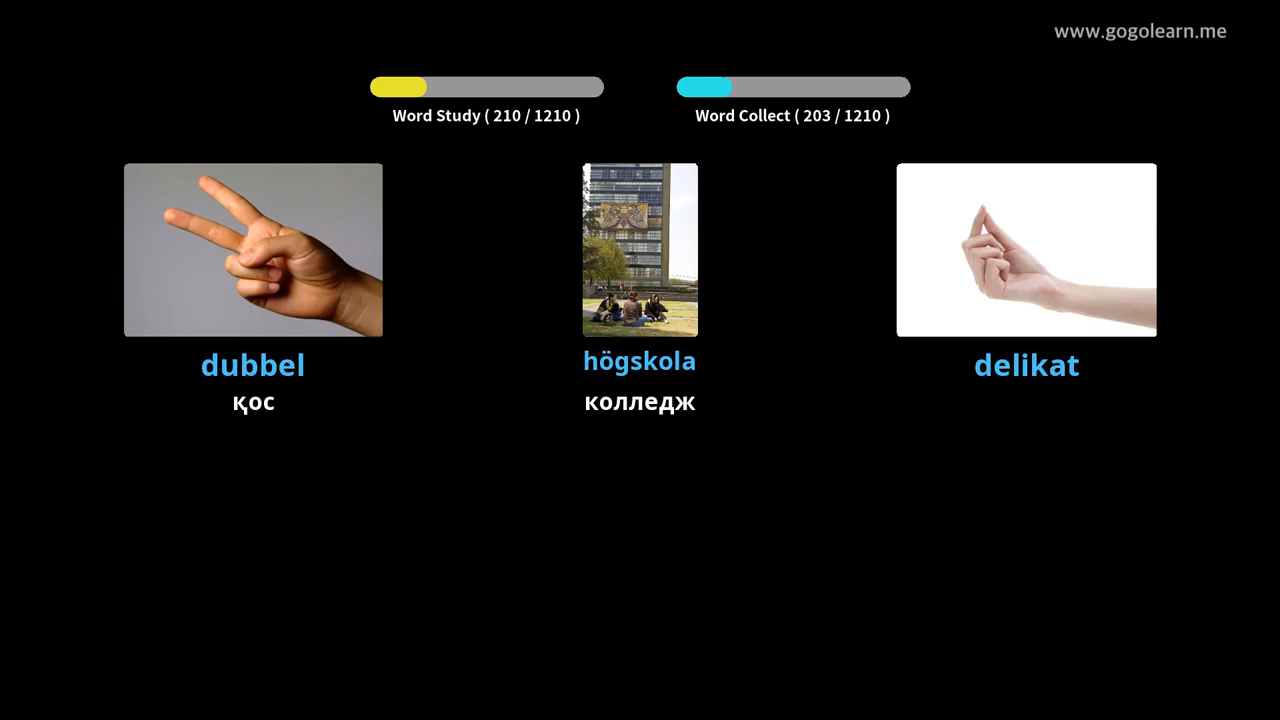 www.gogolearn.me
Word Study ( 210 / 1210 )
Word Collect ( 203 / 1210 )
dubbel
högskola
delikat
қос
колледж